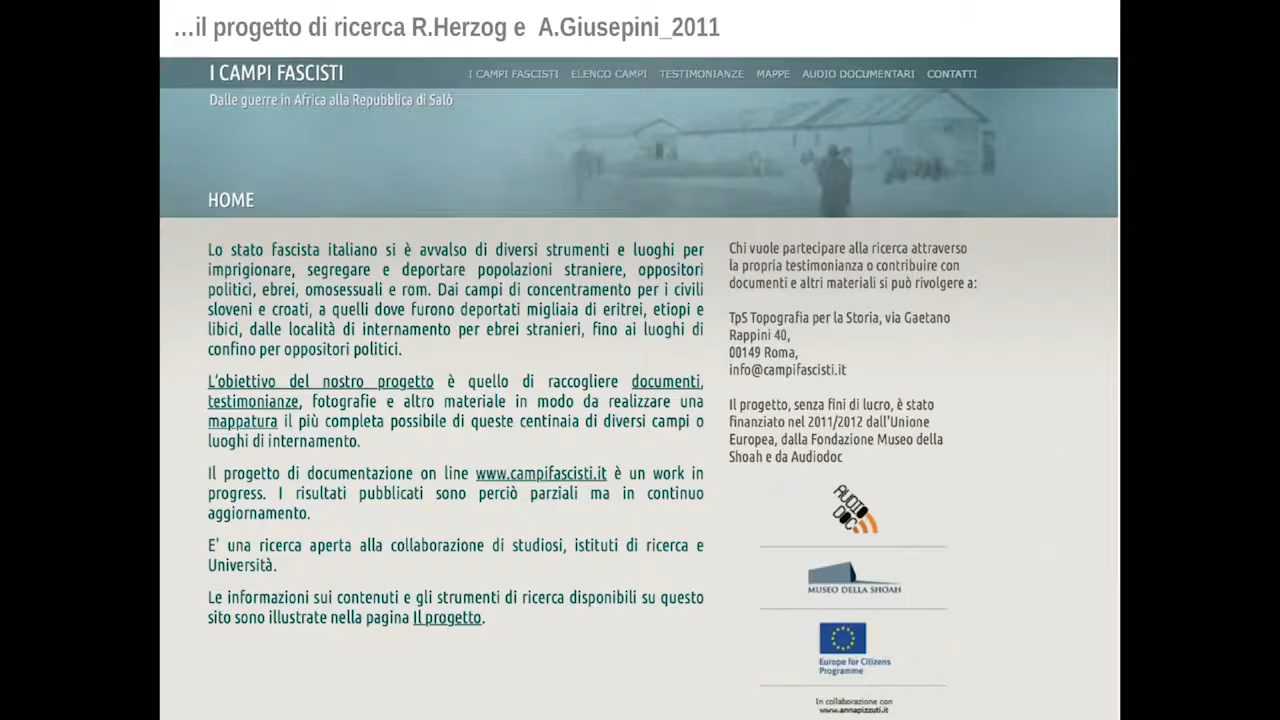 ...il progetto di ricerca R.Herzog e A.Giusepini_2011
I CAMPI FASCISTI
I CAMPI FASCISTI ELENCO CAMPI TESTIMONIANZE MAPPE AUDIO DOCUMENTARI CONTATTI
Dalle guerre in Africa alla Repubblica di Salò
HOME
Lo stato fascista italiano si è avvalso di diversi strumenti e luoghi per
imprigionare, segregare e deportare popolazioni straniere, oppositori
politici, ebrei, omosessuali e rom. Dai campi di concentramento per i civili
sloveni e croati, a quelli dove furono deportati migliaia di eritrei, etiopi e
libici, dalle località di internamento per ebrei stranieri, fino ai luoghi di
confino per oppositori politici.
L'obiettivo del nostro progetto è quello di raccogliere documenti,
testimonianze, fotografie e altro materiale in modo da realizzare una
mappatura il più completa possibile di queste centinaia di diversi campi o
luoghi di internamento.
Il progetto di documentazione on line www.campifascisti.it è un work in
progress. I risultati pubblicati sono perciò parziali ma in continuo
aggiornamento.
E' una ricerca aperta alla collaborazione di studiosi, istituti di ricerca e
Università.
Le informazioni sui contenuti e gli strumenti di ricerca disponibili su questo
sito sono illustrate nella pagina Il progetto.
Chi vuole partecipare alla ricerca attraverso
la propria testimonianza o contribuire con
documenti e altri materiali si può rivolgere a:
TpS Topografia per la Storia, via Gaetano
Rappini 40,
00149 Roma,
info@campifascisti.it
Il progetto, senza fini di lucro, è stato
finanziato nel 2011/2012 dall'Unione
Europea, dalla Fondazione Museo della
Shoah e da Audiodoc
AUDIO
DOC
MUSEO DELLA SHOAH
Europe for Citizens
Programme
In collaborazione con
www.annapizzuti.it